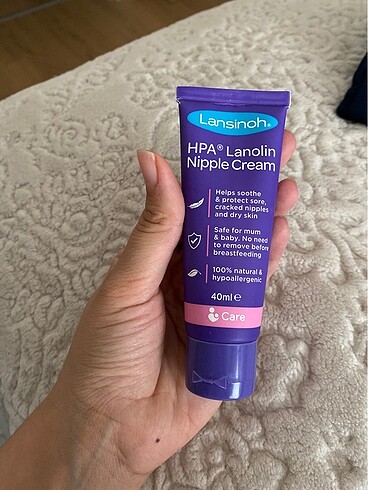 Lansinoh®
HPA® Lanolin
Nipple Cream
Helps soothe
& protect sore,
cracked nipples
and dry skin
Safe for mum
& baby. No need
to remove before
breastfeeding
100% natural &
hypoallergenic
40ml ℮
Care